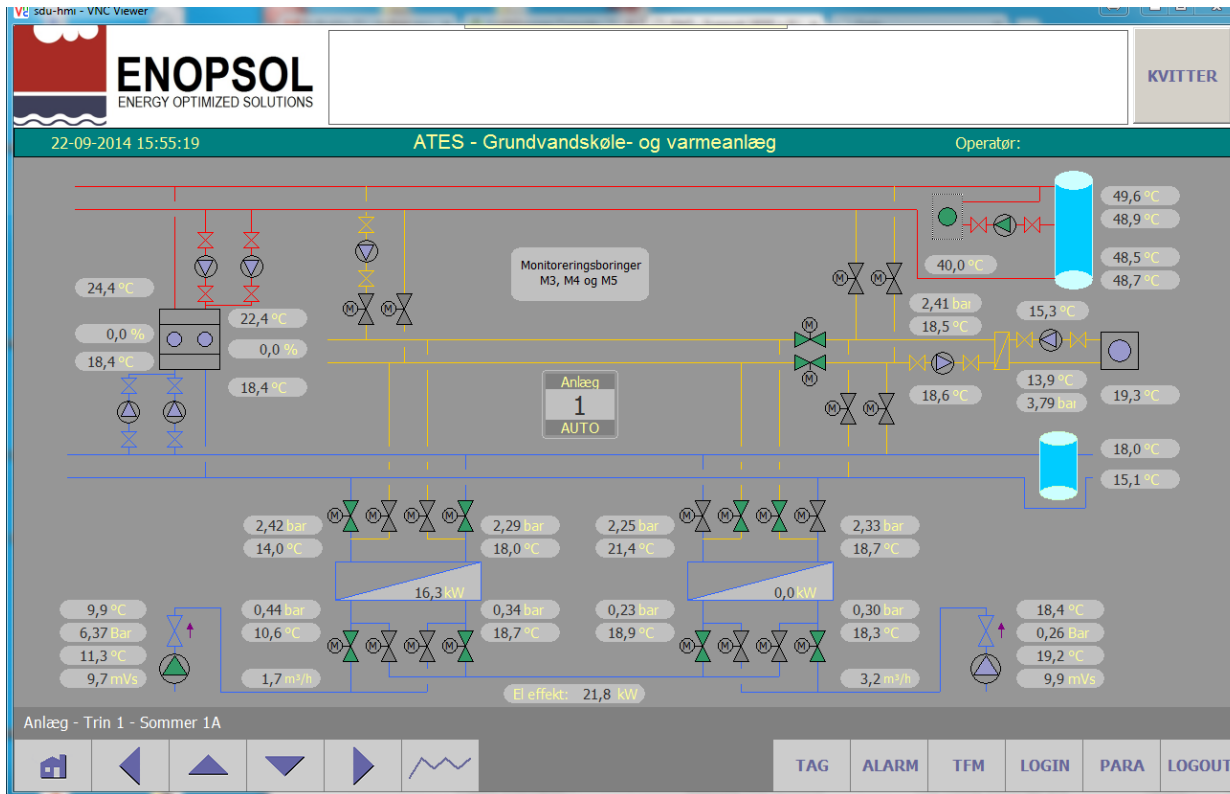 sdu-hmi - VNC Viewer
ENOPSOL
ENERGY OPTIMIZED SOLUTIONS
KVITTER
22-09-2014 15:55:19
ATES - Grundvandskøle- og varmeanlæg
Operatør:
49,6 °C
48,9 °C
48,5 °C
48,7 °C
40,0 °C
Monitoreringsboringer
M3, M4 og M5
24,4 °C
0,0 %
18,4 °C
22,4 °C
0,0 %
18,4 °C
M
M
M
M
2,41 bar
18,5 °C
15,3 °C
M
M
18,6 °C
13,9 °C
3,79 bar
19,3 °C
Anlæg
1
AUTO
M
M
18,0 °C
15,1 °C
2,42 bar
14,0 °C
M
M
M
M
2,29 bar
18,0 °C
2,25 bar
21,4 °C
M
M
M
M
2,33 bar
18,7 °C
16,3 kW
0,0 kW
9,9 °C
6,37 Bar
11,3 °C
9,7 mVs
0,44 bar
10,6 °C
1,7 m³/h
M
M
M
M
0,34 bar
18,7 °C
0,23 bar
18,9 °C
M
M
M
M
0,30 bar
18,3 °C
3,2 m³/h
18,4 °C
0,26 Bar
19,2 °C
9,9 mVs
El effekt: 21,8 kW
Anlæg - Trin 1 - Sommer 1A
TAG
ALARM
TFM
LOGIN
PARA
LOGOUT